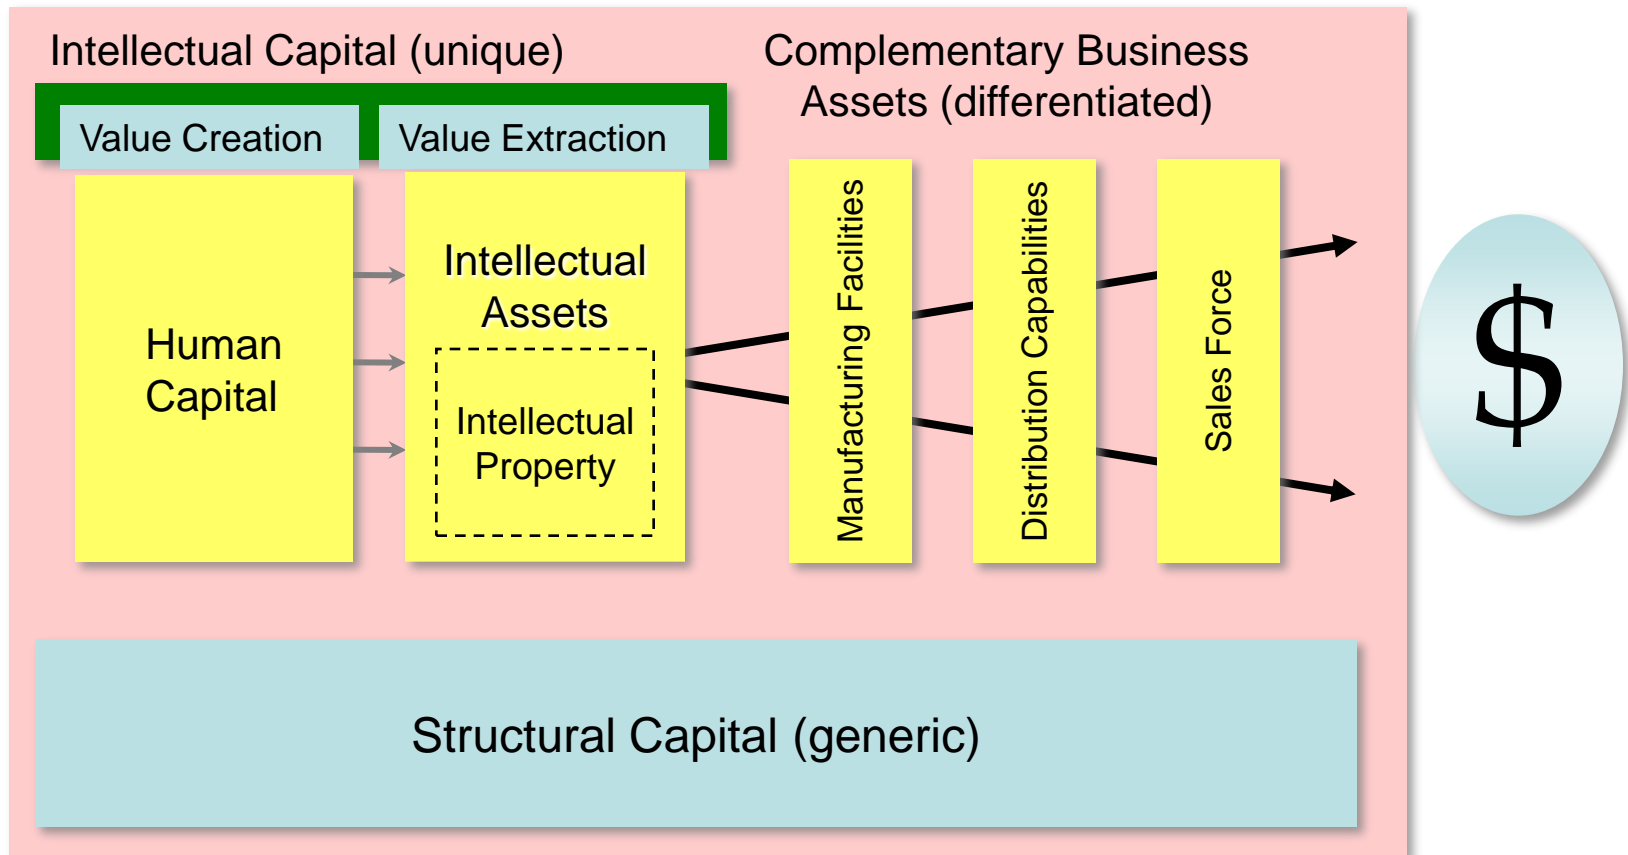 Intellectual Capital (unique)
Complementary Business
Assets (differentiated)
Value Creation
Value Extraction
Human
Capital
Intellectual
Assets
Intellectual
Property
Manufacturing Facilities
Distribution Capabilities
Sales Force
$
Structural Capital (generic)